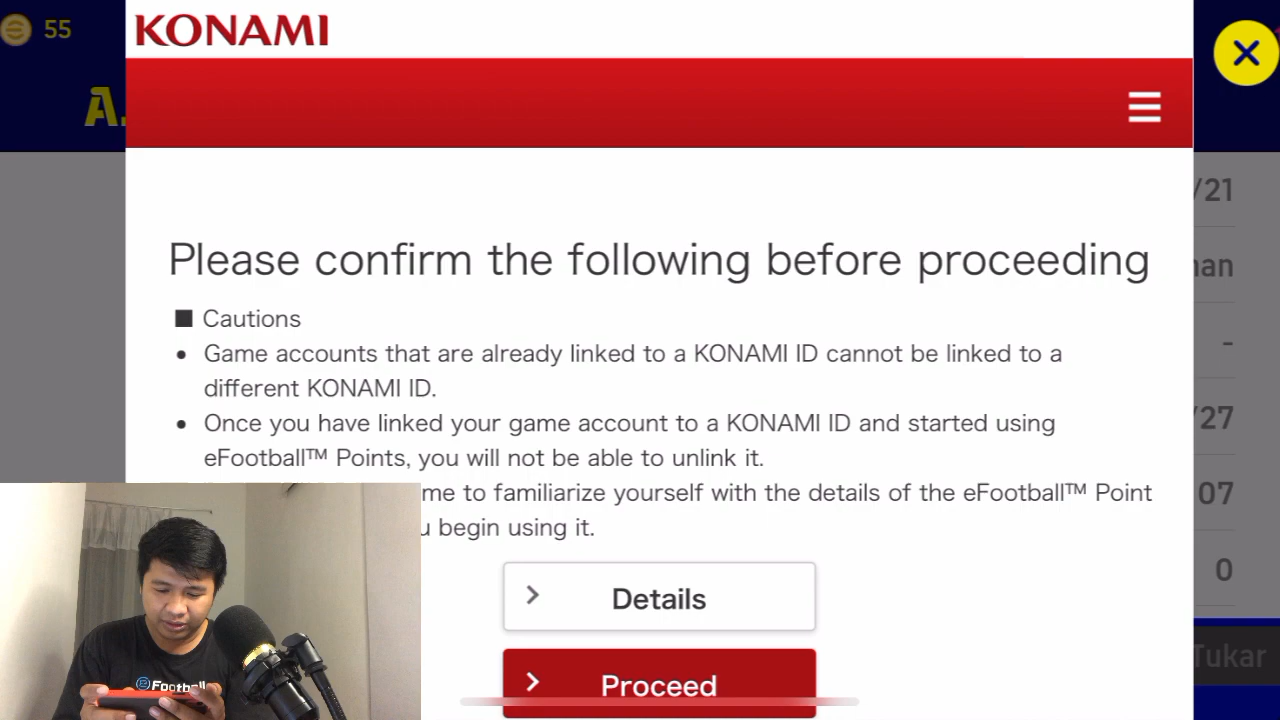 55
KONAMI
A.
Please confirm the following before proceeding
■ Cautions
• Game accounts that are already linked to a KONAMI ID cannot be linked to a
different KONAMI ID.
• Once you have linked your game account to a KONAMI ID and started using
eFootball™ Points, you will not be able to unlink it.
me to familiarize yourself with the details of the eFootball™ Point
u begin using it.
Details
Proceed
/21
nan
-
/27
07
0
Tukar
eFootball